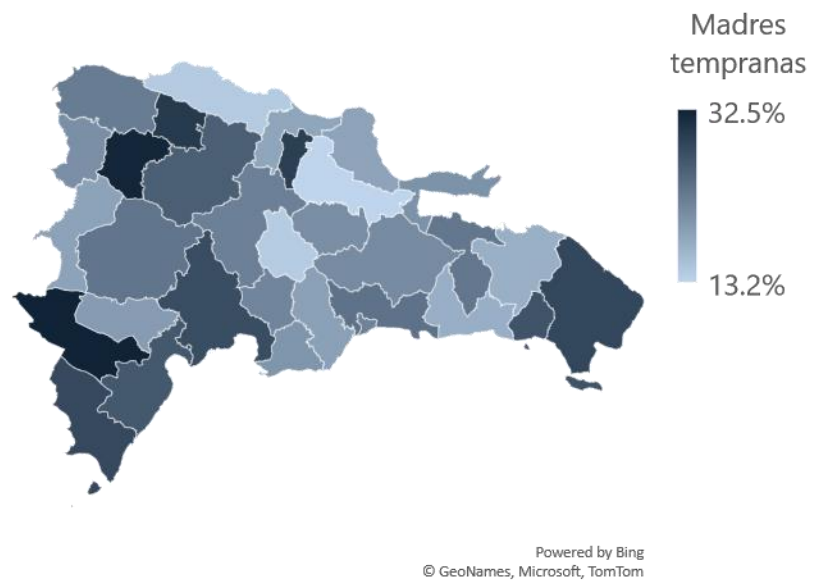 Madres
tempranas
32.5%
13.2%
Powered by Bing
© GeoNames, Microsoft, TomTom